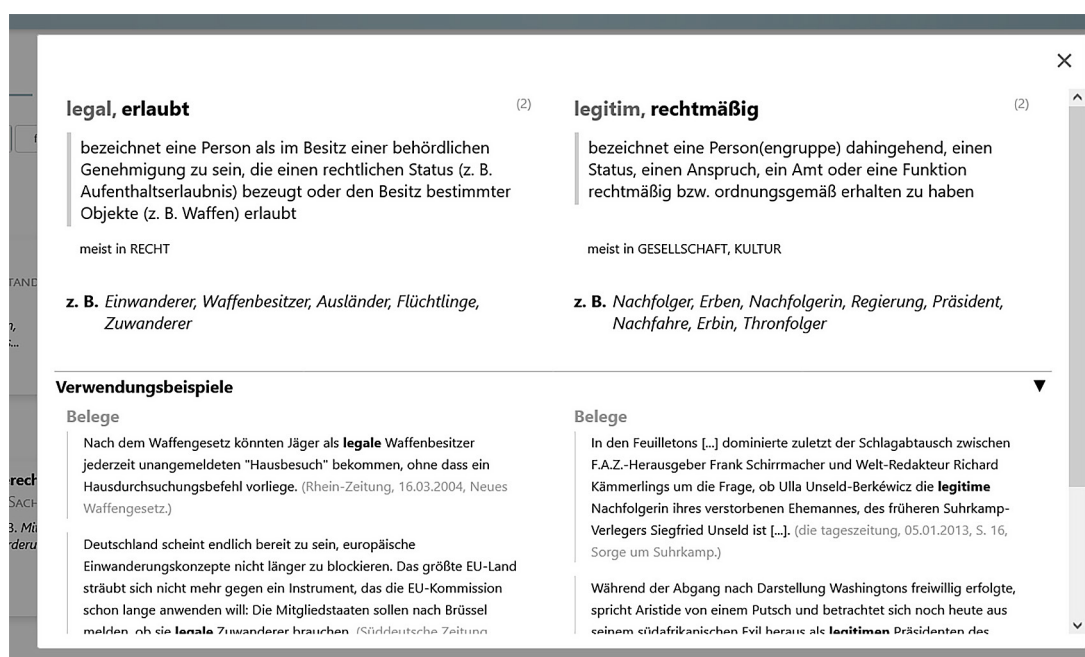 legal, erlaubt (2)
bezeichnet eine Person als im Besitz einer behördlichen
Genehmigung zu sein, die einen rechtlichen Status (z. B.
Aufenthaltserlaubnis) bezeugt oder den Besitz bestimmter
Objekte (z. B. Waffen) erlaubt
meist in RECHT
z. B. Einwanderer, Waffenbesitzer, Ausländer, Flüchtlinge,
Zuwanderer
legitim, rechtmäßig (2)
bezeichnet eine Person(engruppe) dahingehend, einen
Status, einen Anspruch, ein Amt oder eine Funktion
rechtmäßig bzw. ordnungsgemäß erhalten zu haben
meist in GESELLSCHAFT, KULTUR
z. B. Nachfolger, Erben, Nachfolgerin, Regierung, Präsident,
Nachfahre, Erbin, Thronfolger
Verwendungsbeispiele
Belege
Nach dem Waffengesetz könnten Jäger als legale Waffenbesitzer
jederzeit unangemeldeten "Hausbesuch" bekommen, ohne dass ein
Hausdurchsuchungsbefehl vorliege. (Rhein-Zeitung, 16.03.2004, Neues
Waffengesetz.)
Deutschland scheint endlich bereit zu sein, europäische
Einwanderungskonzepte nicht länger zu blockieren. Das größte EU-Land
sträubt sich nicht mehr gegen ein Instrument, das die EU-Kommission
schon lange anwenden will: Die Mitgliedstaaten sollen nach Brüssel
melden, ob sie legale Zuwanderer brauchen. (Süddeutsche Zeitung,
Belege
In den Feuilletons [...] dominierte zuletzt der Schlagabtausch zwischen
F.A.Z.-Herausgeber Frank Schirrmacher und Welt-Redakteur Richard
Kämmerlings um die Frage, ob Ulla Unseld-Berkéwicz die legitime
Nachfolgerin ihres verstorbenen Ehemannes, des früheren Suhrkamp-
Verlegers Siegfried Unseld ist [...]. (die tageszeitung, 05.01.2013, S. 16,
Sorge um Suhrkamp.)
Während der Abgang nach Darstellung Washingtons freiwillig erfolgte,
spricht Aristide von einem Putsch und betrachtet sich noch heute aus
seinem südafrikanischen Exil heraus als legitimen Präsidenten des